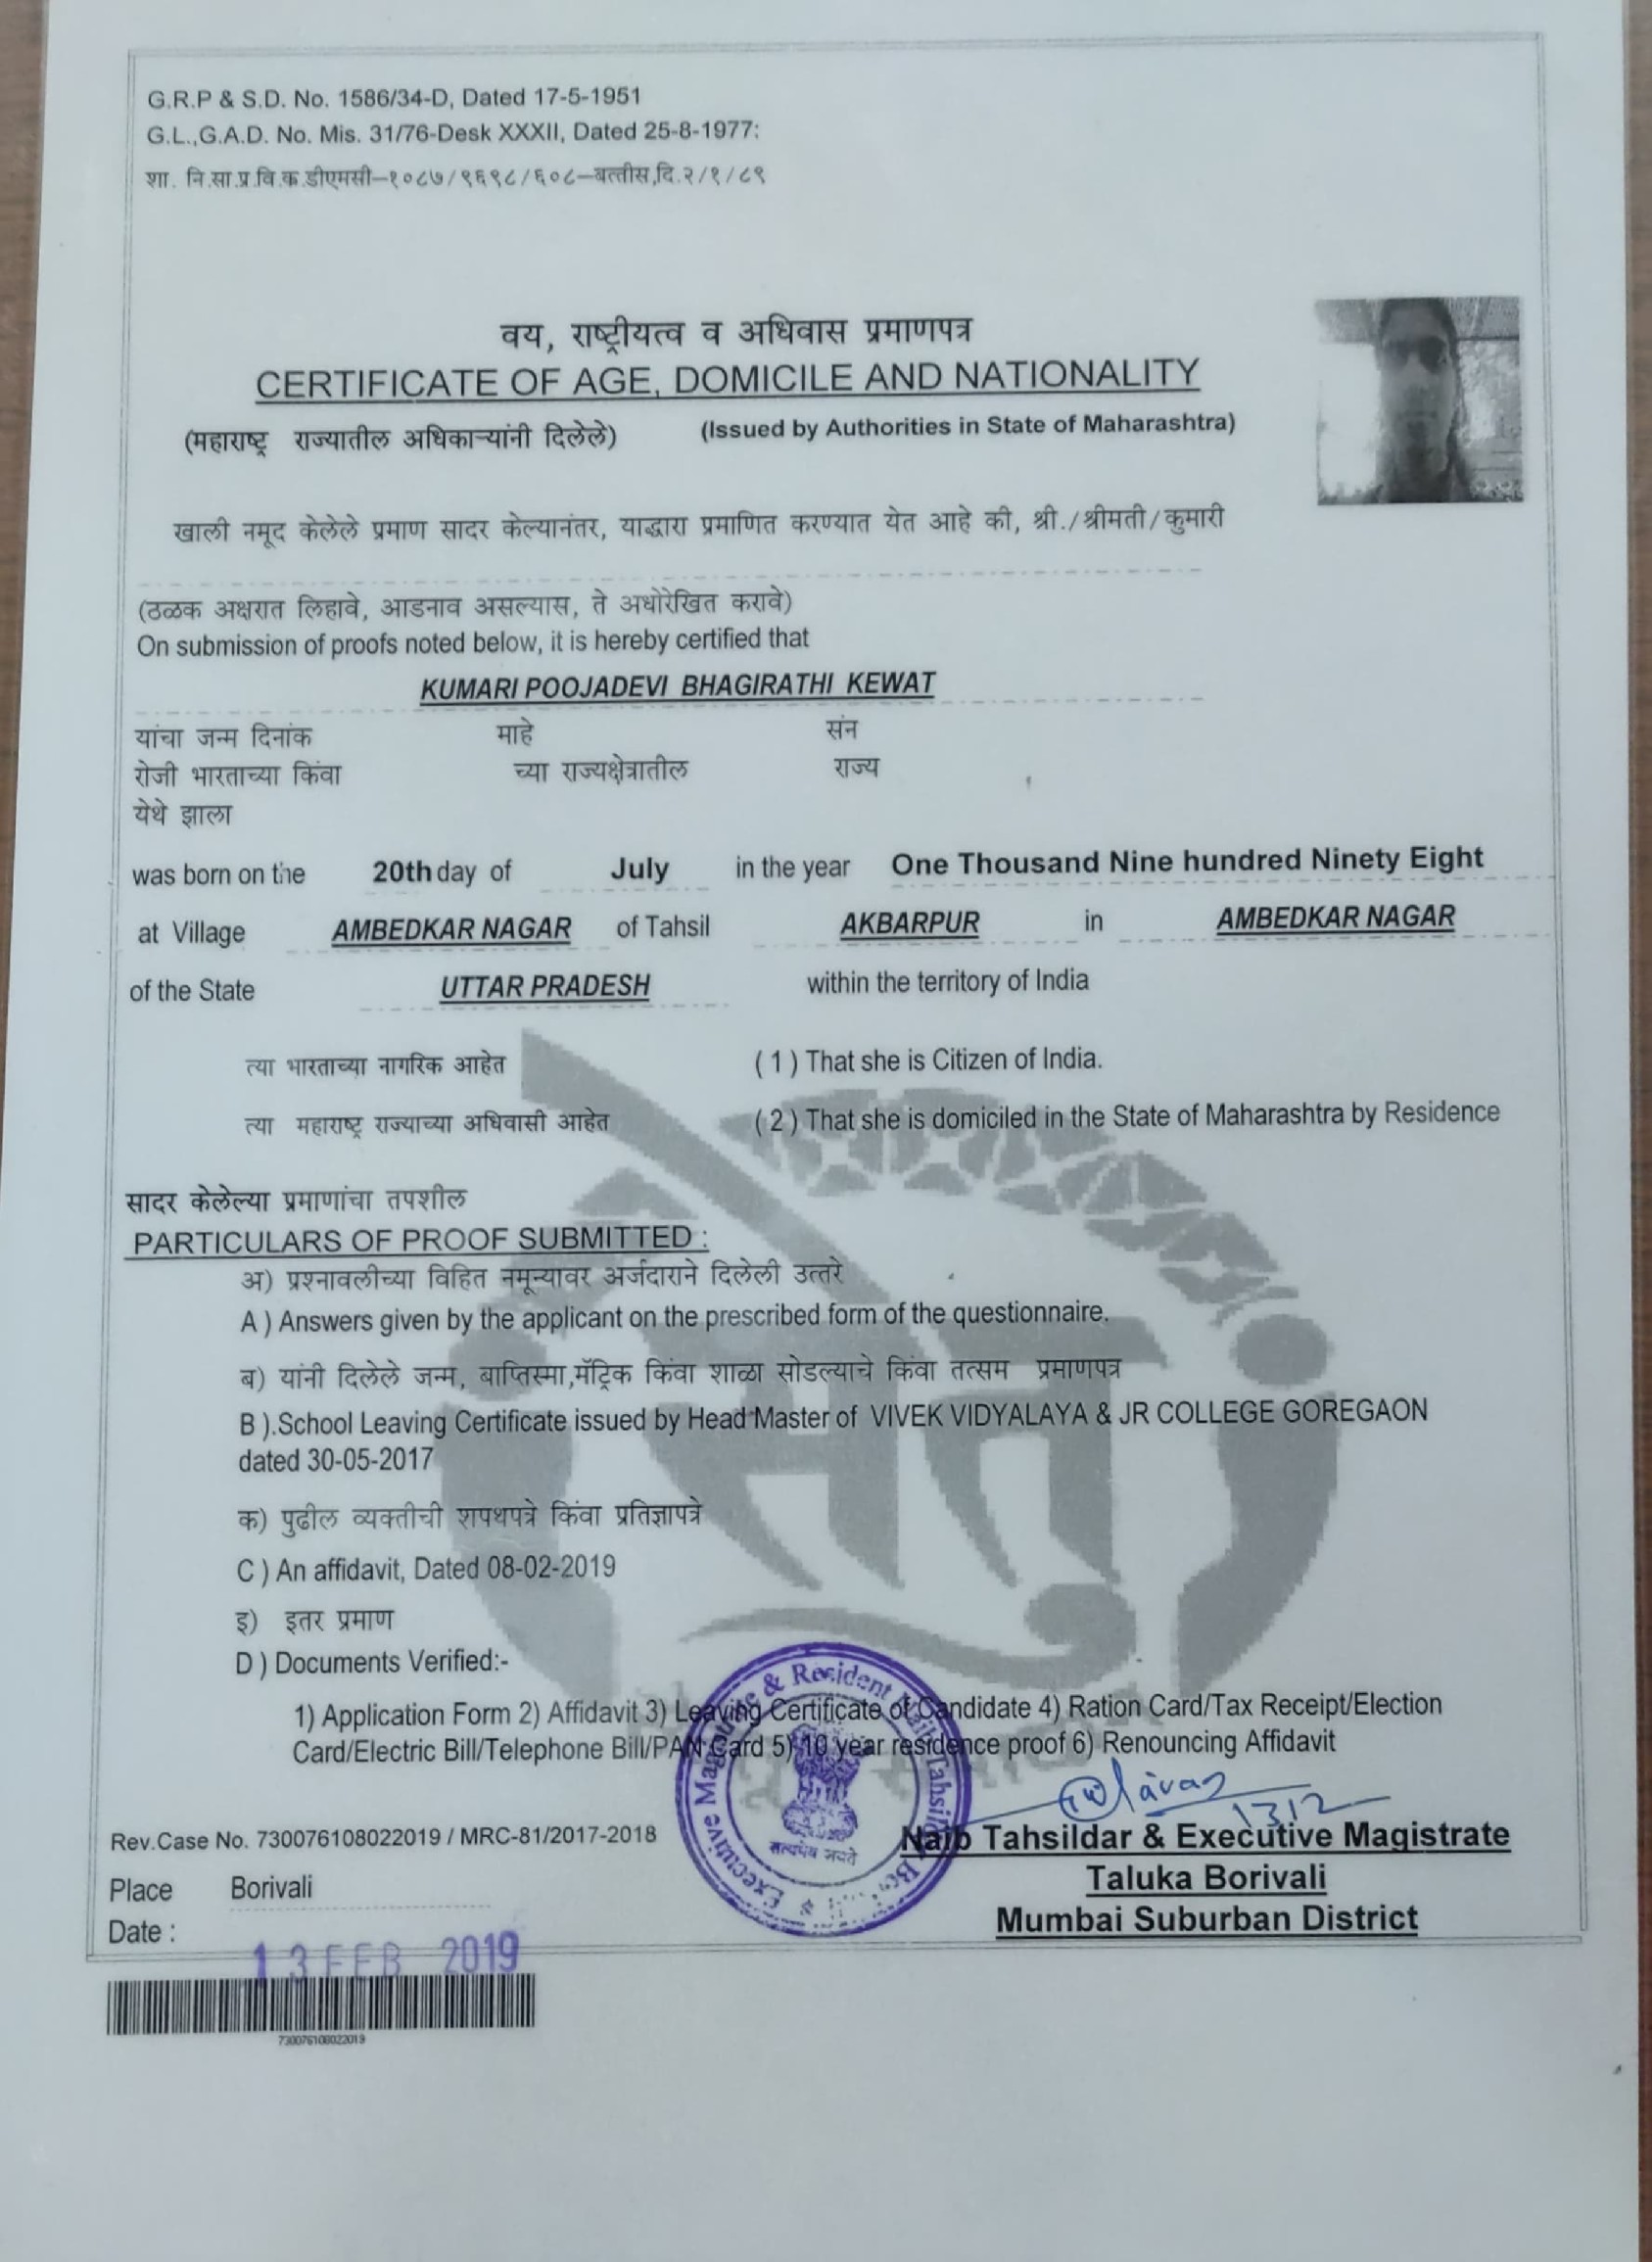 G.R.P & S.D. No. 1586/34-D, Dated 17-5-1951
G.L.,G.A.D. No. Mis. 31/76-Desk XXXII, Dated 25-8-1977:
शा. नि.सा.प्र.वि.क.डीएमसी–१०८७/९६९८/६०८–बत्तीस,दि.२/१/८९
वय, राष्ट्रीयत्व व अधिवास प्रमाणपत्र
CERTIFICATE OF AGE, DOMICILE AND NATIONALITY
(महाराष्ट्र राज्यातील अधिकाऱ्यांनी दिलेले) (Issued by Authorities in State of Maharashtra)
खाली नमूद केलेले प्रमाण सादर केल्यानंतर, याद्वारा प्रमाणित करण्यात येत आहे की, श्री./श्रीमती/कुमारी
(ठळक अक्षरात लिहावे, आडनाव असल्यास, ते अधोरेखित करावे)
On submission of proofs noted below, it is hereby certified that
KUMARI POOJADEVI BHAGIRATHI KEWAT
यांचा जन्म दिनांक माहे सन
रोजी भारताच्या किंवा च्या राज्यक्षेत्रातील राज्य
येथे झाला
was born on the 20th day of July in the year One Thousand Nine hundred Ninety Eight
at Village AMBEDKAR NAGAR of Tahsil AKBARPUR in AMBEDKAR NAGAR
of the State UTTAR PRADESH within the territory of India
त्या भारताच्या नागरिक आहेत ( 1 ) That she is Citizen of India.
त्या महाराष्ट्र राज्याच्या अधिवासी आहेत ( 2 ) That she is domiciled in the State of Maharashtra by Residence
सादर केलेल्या प्रमाणांचा तपशील
PARTICULARS OF PROOF SUBMITTED :
अ) प्रश्नावलीच्या विहित नमून्यावर अर्जदाराने दिलेली उत्तरे
A ) Answers given by the applicant on the prescribed form of the questionnaire.
ब) यांनी दिलेले जन्म, बाप्तिस्मा,मॅट्रिक किंवा शाळा सोडल्याचे किंवा तत्सम प्रमाणपत्र
B ).School Leaving Certificate issued by Head Master of VIVEK VIDYALAYA & JR COLLEGE GOREGAON
dated 30-05-2017
क) पुढील व्यक्तीची शपथपत्रे किंवा प्रतिज्ञापत्रे
C ) An affidavit, Dated 08-02-2019
इ) इतर प्रमाण
D ) Documents Verified:-
1) Application Form 2) Affidavit 3) Leaving Certificate of Candidate 4) Ration Card/Tax Receipt/Election
Card/Electric Bill/Telephone Bill/PAN Card 5) 10 year residence proof 6) Renouncing Affidavit
सेतु
Executive Magistrate & Resident Naib Tahsildar
सत्यमेव जयते
Rev.Case No. 730076108022019 / MRC-81/2017-2018
Naib Tahsildar & Executive Magistrate
Taluka Borivali
Mumbai Suburban District
Place Borivali
Date :
13 FEB 2019
730076108022019